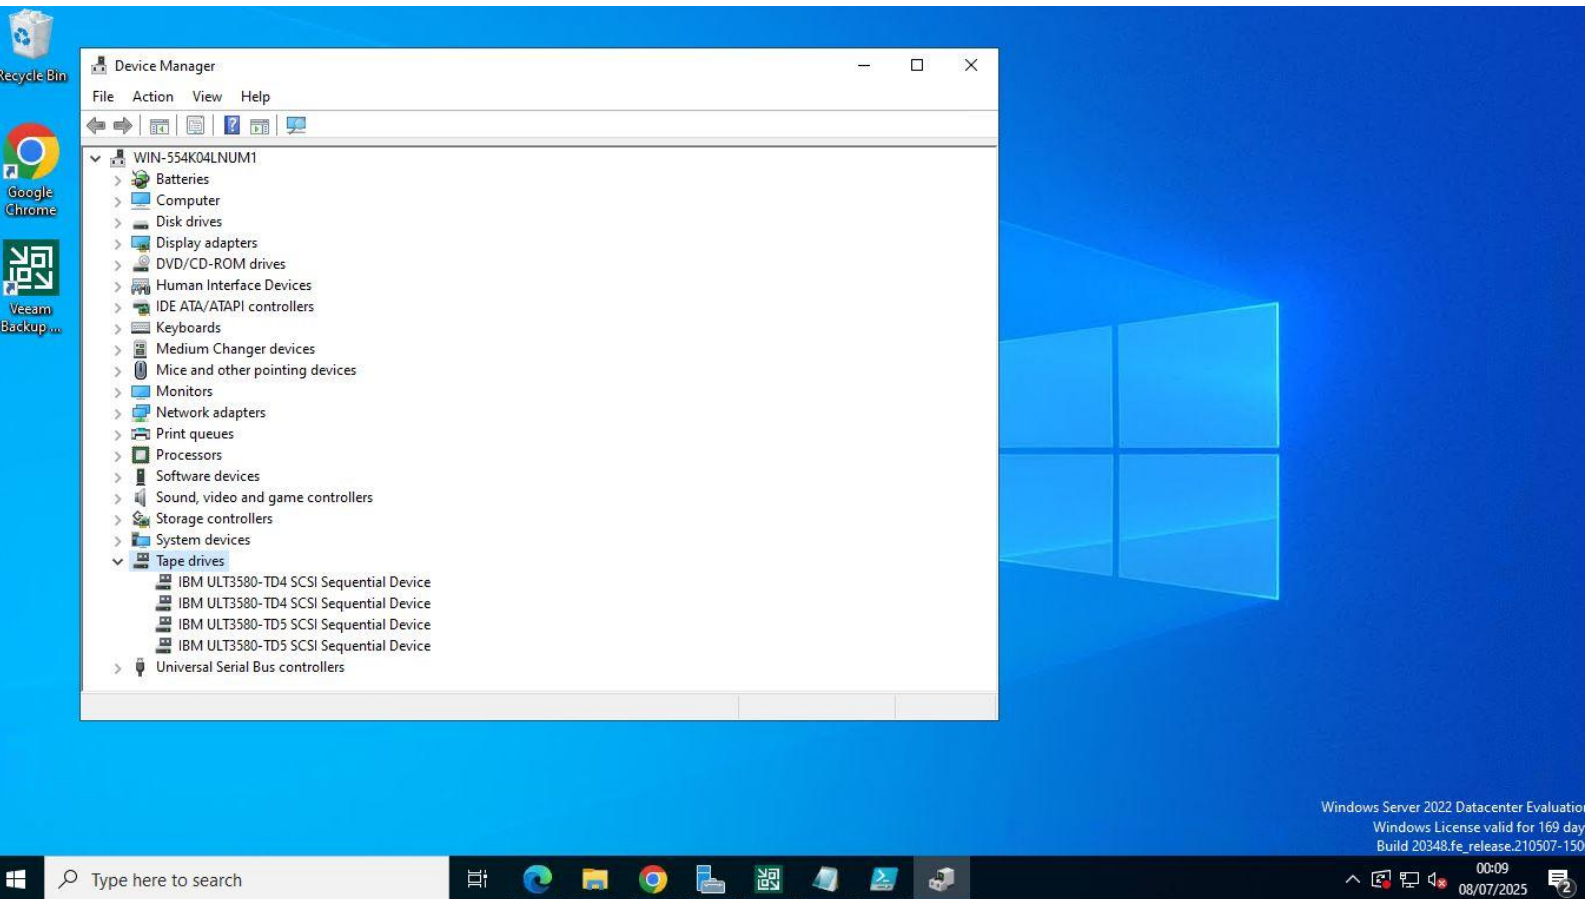 Recycle Bin
Google
Chrome
Veeam
Backup ...
Device Manager
File Action View Help
WIN-554K04LNUM1
Batteries
Computer
Disk drives
Display adapters
DVD/CD-ROM drives
Human Interface Devices
IDE ATA/ATAPI controllers
Keyboards
Medium Changer devices
Mice and other pointing devices
Monitors
Network adapters
Print queues
Processors
Software devices
Sound, video and game controllers
Storage controllers
System devices
Tape drives
IBM ULT3580-TD4 SCSI Sequential Device
IBM ULT3580-TD4 SCSI Sequential Device
IBM ULT3580-TD5 SCSI Sequential Device
IBM ULT3580-TD5 SCSI Sequential Device
Universal Serial Bus controllers
Windows Server 2022 Datacenter Evaluation
Windows License valid for 169 day
Build 20348.fe_release.210507-150
Type here to search
00:09
08/07/2025
2